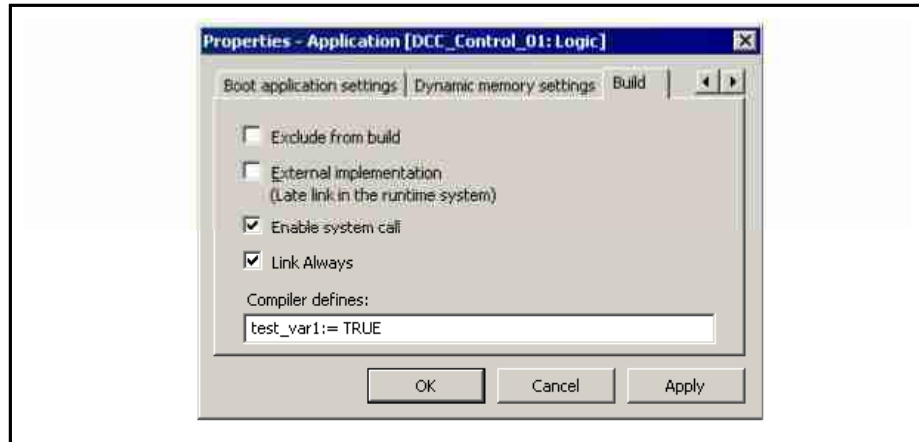 Properties - Application [DCC_Control_01: Logic]
Boot application settings Dynamic memory settings Build
Exclude from build
External implementation
(Late link in the runtime system)
Enable system call
Link Always
Compiler defines:
test_var1:= TRUE
OK Cancel Apply